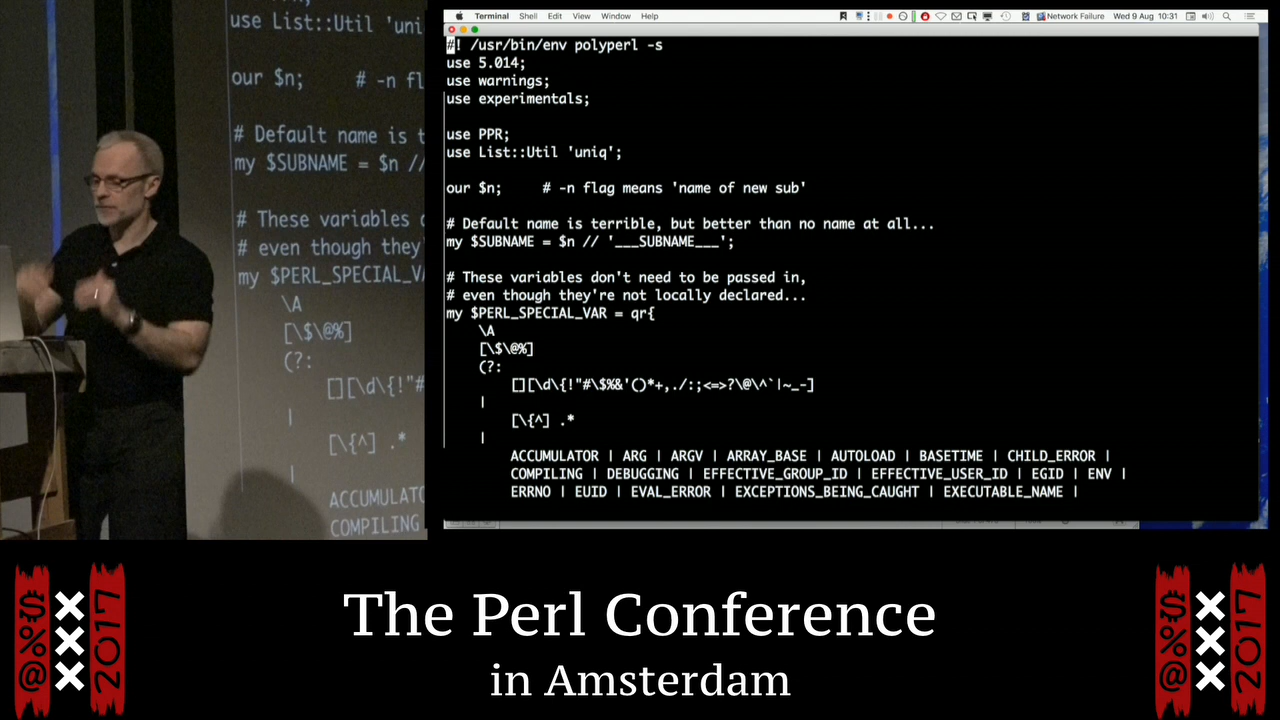 use List::Util 'uni
our $n; # -n fl
# Default name is t
my $SUBNAME = $n //
# These variables d
# even though they'
my $PERL_SPECIAL_VA
\A
[\$\@%]
(?:
[][\d\{!"#
|
[\{^] .*
|
ACCUMULATO
COMPILING
Terminal Shell Edit View Window Help Network Failure Wed 9 Aug 10:31
#! /usr/bin/env polyperl -s
use 5.014;
use warnings;
use experimentals;
use PPR;
use List::Util 'uniq';
our $n; # -n flag means 'name of new sub'
# Default name is terrible, but better than no name at all...
my $SUBNAME = $n // '___SUBNAME___';
# These variables don't need to be passed in,
# even though they're not locally declared...
my $PERL_SPECIAL_VAR = qr{
\A
[\$\@%]
(?:
[][\d\{!"#\$%&'()*+,./:;<=>?\@\^`|~_-]
|
[\{^] .*
|
ACCUMULATOR | ARG | ARGV | ARRAY_BASE | AUTOLOAD | BASETIME | CHILD_ERROR |
COMPILING | DEBUGGING | EFFECTIVE_GROUP_ID | EFFECTIVE_USER_ID | EGID | ENV |
ERRNO | EUID | EVAL_ERROR | EXCEPTIONS_BEING_CAUGHT | EXECUTABLE_NAME |
The Perl Conference
in Amsterdam
@%$ XXX 2017
@%$ XXX 2017